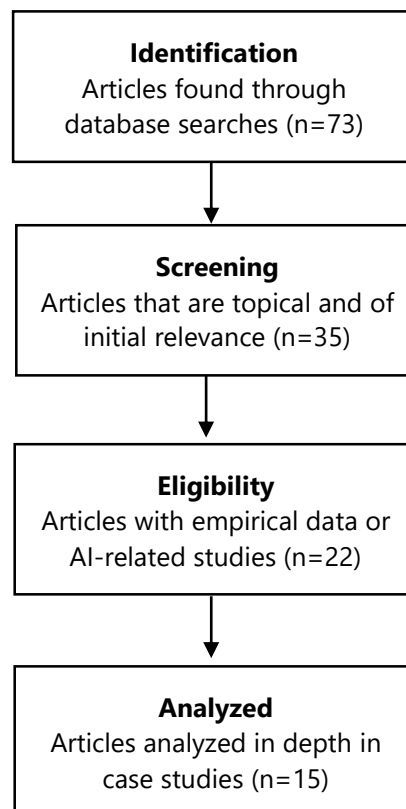 Identification
Articles found through
database searches (n=73)
Screening
Articles that are topical and of
initial relevance (n=35)
Eligibility
Articles with empirical data or
AI-related studies (n=22)
Analyzed
Articles analyzed in depth in
case studies (n=15)